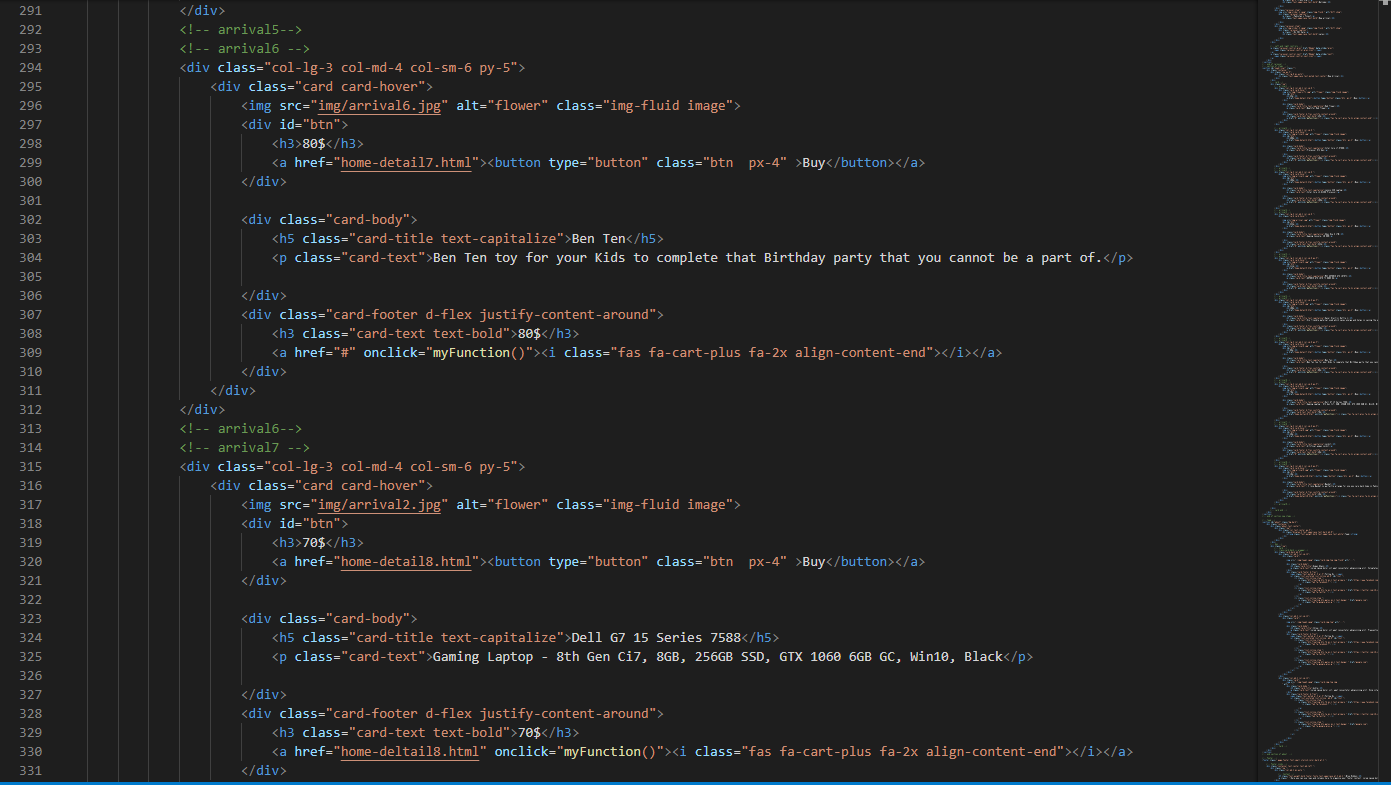 291 </div>
292 <!-- arrival5-->
293 <!-- arrival6 -->
294 <div class="col-lg-3 col-md-4 col-sm-6 py-5">
295 <div class="card card-hover">
296 <img src="img/arrival6.jpg" alt="flower" class="img-fluid image">
297 <div id="btn">
298 <h3>80$</h3>
299 <a href="home-detail7.html"><button type="button" class="btn  px-4" >Buy</button></a>
300 </div>
301
302 <div class="card-body">
303 <h5 class="card-title text-capitalize">Ben Ten</h5>
304 <p class="card-text">Ben Ten toy for your Kids to complete that Birthday party that you cannot be a part of.</p>
305
306 </div>
307 <div class="card-footer d-flex justify-content-around">
308 <h3 class="card-text text-bold">80$</h3>
309 <a href="#" onclick="myFunction()"><i class="fas fa-cart-plus fa-2x align-content-end"></i></a>
310 </div>
311 </div>
312 </div>
313 <!-- arrival6-->
314 <!-- arrival7 -->
315 <div class="col-lg-3 col-md-4 col-sm-6 py-5">
316 <div class="card card-hover">
317 <img src="img/arrival2.jpg" alt="flower" class="img-fluid image">
318 <div id="btn">
319 <h3>70$</h3>
320 <a href="home-detail8.html"><button type="button" class="btn  px-4" >Buy</button></a>
321 </div>
322
323 <div class="card-body">
324 <h5 class="card-title text-capitalize">Dell G7 15 Series 7588</h5>
325 <p class="card-text">Gaming Laptop - 8th Gen Ci7, 8GB, 256GB SSD, GTX 1060 6GB GC, Win10, Black</p>
326
327 </div>
328 <div class="card-footer d-flex justify-content-around">
329 <h3 class="card-text text-bold">70$</h3>
330 <a href="home-deltail8.html" onclick="myFunction()"><i class="fas fa-cart-plus fa-2x align-content-end"></i></a>
331 </div>